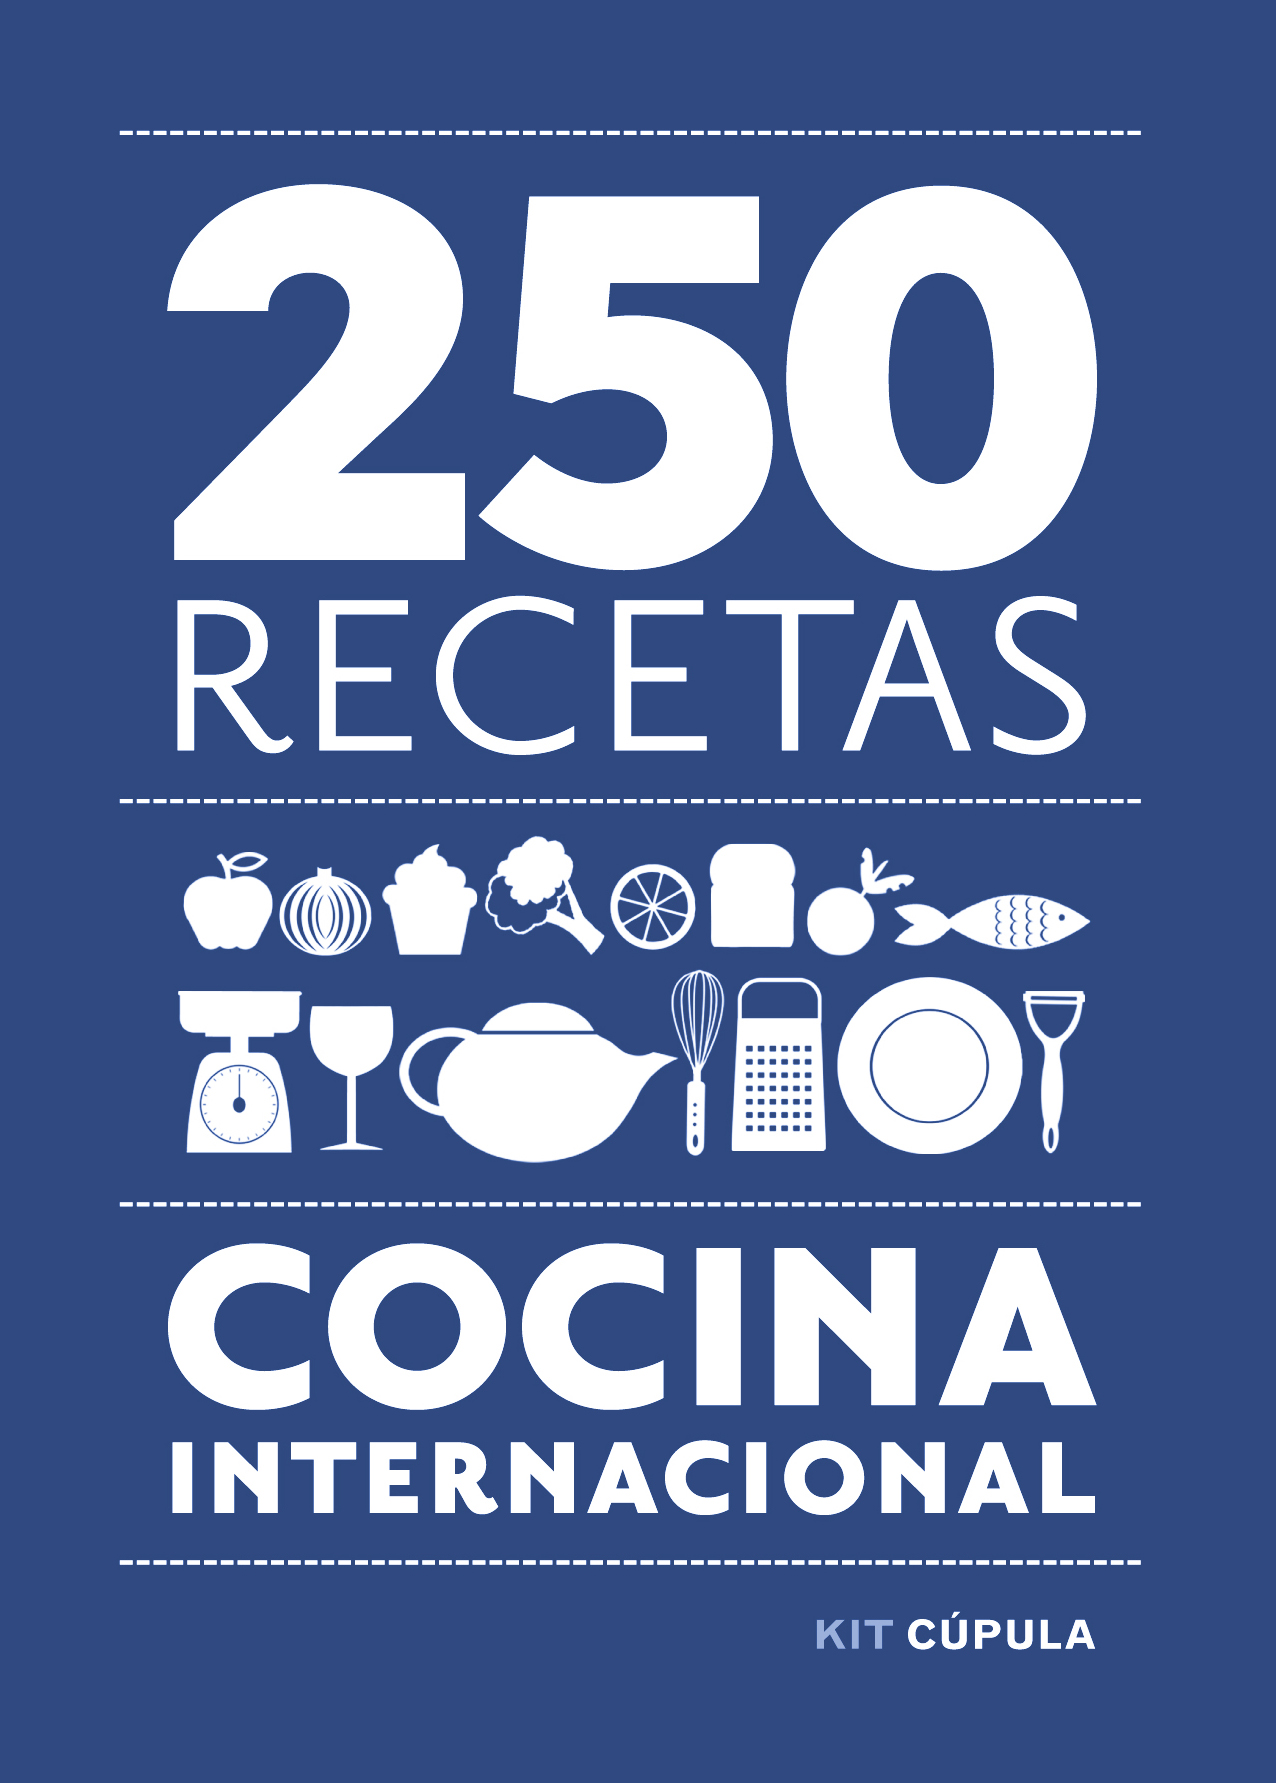 250
RECETAS
COCINA
INTERNACIONAL
KIT CÚPULA